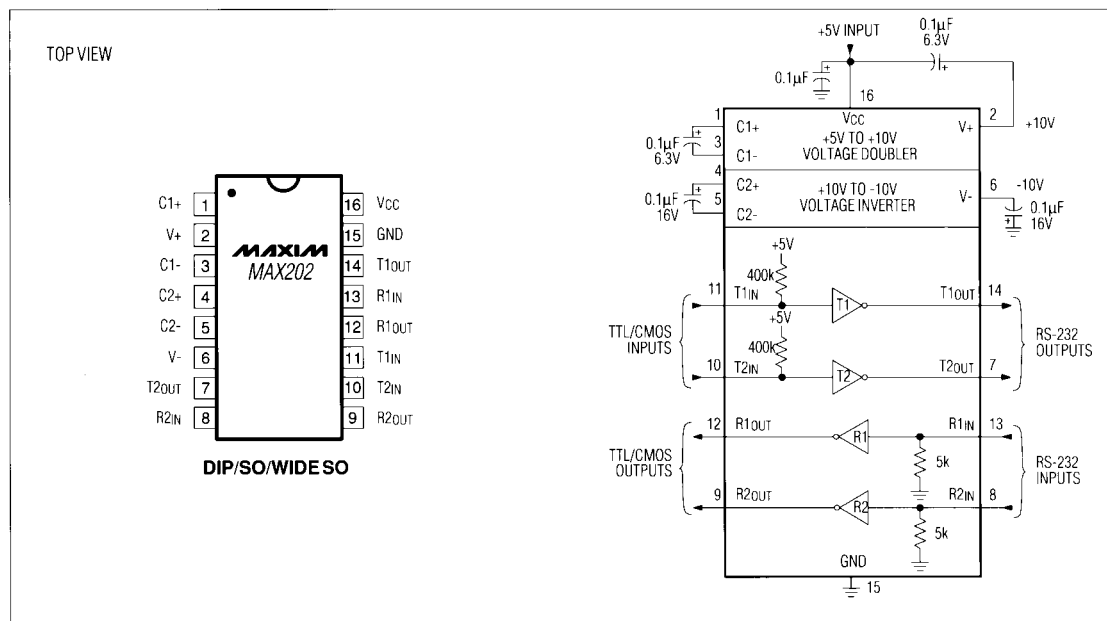 TOP VIEW
C1+ 1
V+ 2
C1- 3
C2+ 4
C2- 5
V- 6
T2OUT 7
R2IN 8
16 VCC
15 GND
14 T1OUT
13 R1IN
12 R1OUT
11 T1IN
10 T2IN
9 R2OUT
MAXIM
MAX202
DIP/SO/WIDE SO
+5V INPUT
0.1µF
6.3V
+
0.1µF
+
16
VCC
1
C1+
+5V TO +10V
VOLTAGE DOUBLER
V+
2
+10V
0.1µF
6.3V
+
3
C1-
4
C2+
+10V TO -10V
VOLTAGE INVERTER
V-
6
-10V
0.1µF
16V
+
5
C2-
0.1µF
16V
+
+5V
400k
11
T1IN
T1
T1OUT
14
+5V
400k
TTL/CMOS
INPUTS
RS-232
OUTPUTS
10
T2IN
T2
T2OUT
7
12
R1OUT
R1
R1IN
13
5k
TTL/CMOS
OUTPUTS
RS-232
INPUTS
9
R2OUT
R2
R2IN
8
5k
GND
15